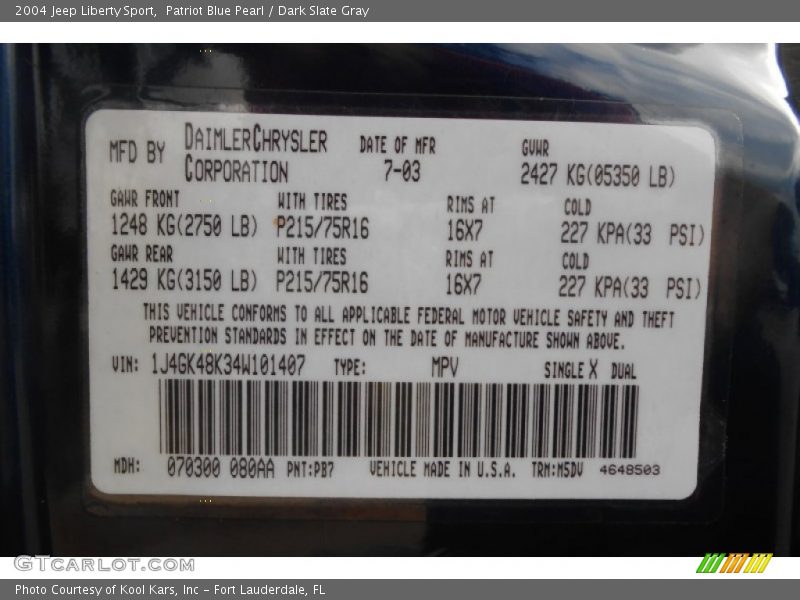 2004 Jeep Liberty Sport, Patriot Blue Pearl / Dark Slate Gray
MFD BY DAIMLERCHRYSLER CORPORATION DATE OF MFR 7-03 GVWR 2427 KG(05350 LB)
GAWR FRONT WITH TIRES RIMS AT COLD
1248 KG(2750 LB) P215/75R16 16X7 227 KPA(33 PSI)
GAWR REAR WITH TIRES RIMS AT COLD
1429 KG(3150 LB) P215/75R16 16X7 227 KPA(33 PSI)
THIS VEHICLE CONFORMS TO ALL APPLICABLE FEDERAL MOTOR VEHICLE SAFETY AND THEFT
PREVENTION STANDARDS IN EFFECT ON THE DATE OF MANUFACTURE SHOWN ABOVE.
VIN: 1J4GK48K34W101407 TYPE: MPV SINGLE X DUAL
MDH: 070300 080AA PNT:PB7 VEHICLE MADE IN U.S.A. TRM:M5DV 4648503
GTCARLOT.COM
Photo Courtesy of Kool Kars, Inc - Fort Lauderdale, FL